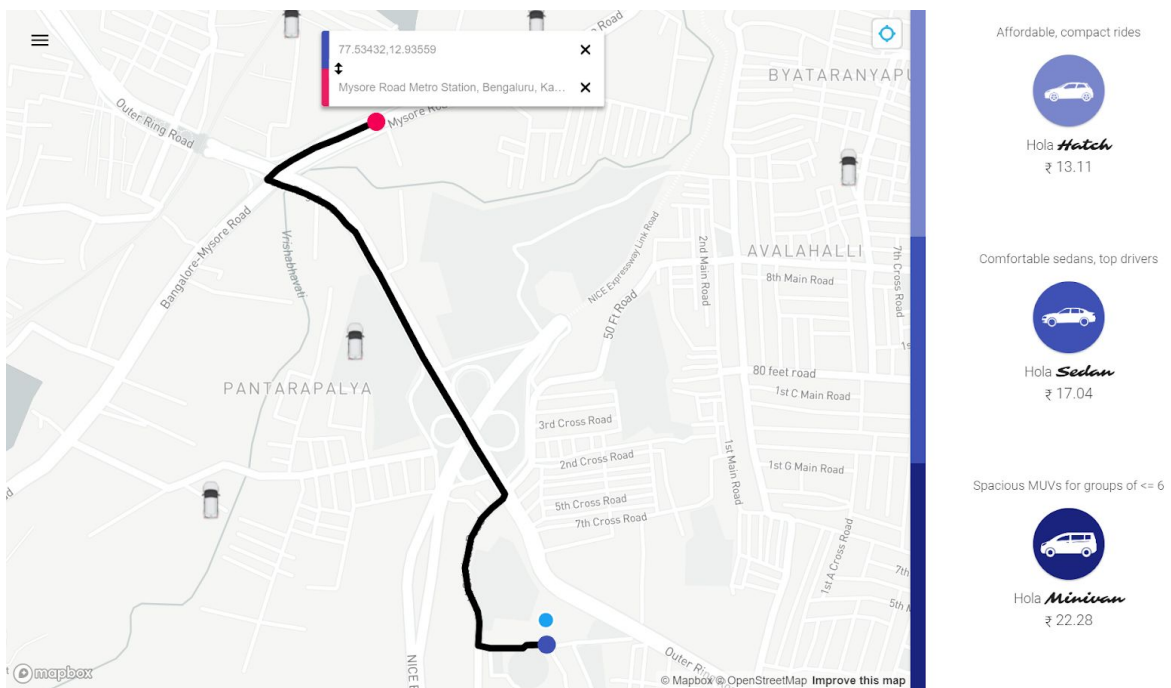 77.53432,12.93559
Mysore Road Metro Station, Bengaluru, Ka...
Mysore Ro
Road
Outer Ring Road
Bangalore-Mysore Road
Vrishabhavati
PANTARAPALYA
BYATARANYAPU
AVALAHALLI
NICE Expressway Link Road
50 Ft Road
2nd Main Road
8th Main Road
7th Cross Road
1s
80 feet road
1st C Main Road
3rd Cross Road
2nd Cross Road
1st Main Road
1st G Main Road
5th Cross Road
7th Cross Road
1st A Cross Road
7th
5th M
NICE E
Outer Ring
mapbox
© Mapbox © OpenStreetMap Improve this map
Affordable, compact rides
Hola Hatch
₹ 13.11
Comfortable sedans, top drivers
Hola Sedan
₹ 17.04
Spacious MUVs for groups of <= 6
Hola Minivan
₹ 22.28